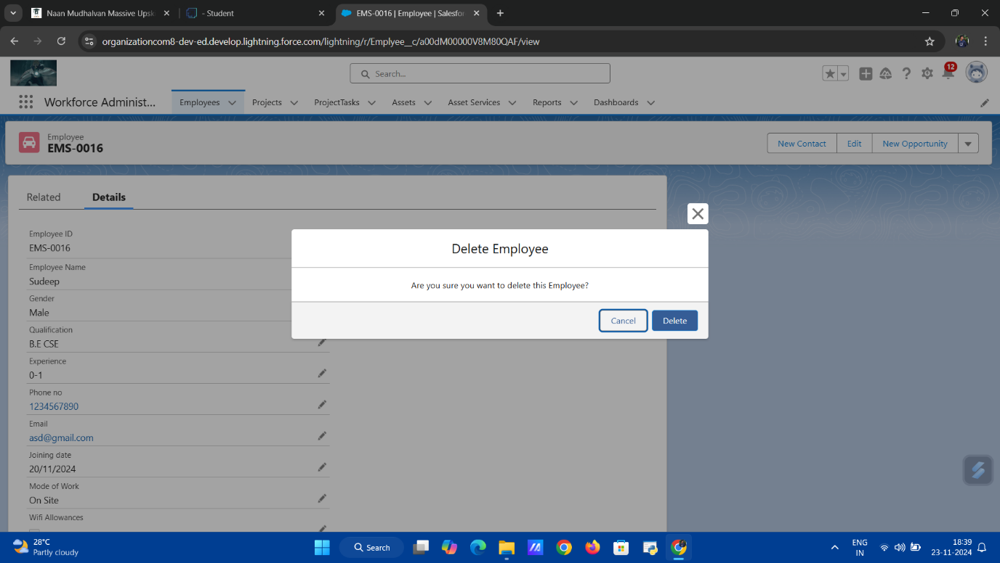 Naan Mudhalvan Massive Upsk
- Student
EMS-0016 | Employee | Salesfor
organizationcom8-dev-ed.develop.lightning.force.com/lightning/r/Emplyee__c/a00dM00000V8M80QAF/view
Search...
12
Workforce Administ...
Employees
Projects
ProjectTasks
Assets
Asset Services
Reports
Dashboards
Employee
EMS-0016
New Contact
Edit
New Opportunity
Related
Details
Employee ID
EMS-0016
Employee Name
Sudeep
Gender
Male
Qualification
B.E CSE
Experience
0-1
Phone no
1234567890
Email
asd@gmail.com
Joining date
20/11/2024
Mode of Work
On Site
Wifi Allowances
Delete Employee
Are you sure you want to delete this Employee?
Cancel
Delete
28°C
Partly cloudy
Search
ENG
IN
18:39
23-11-2024